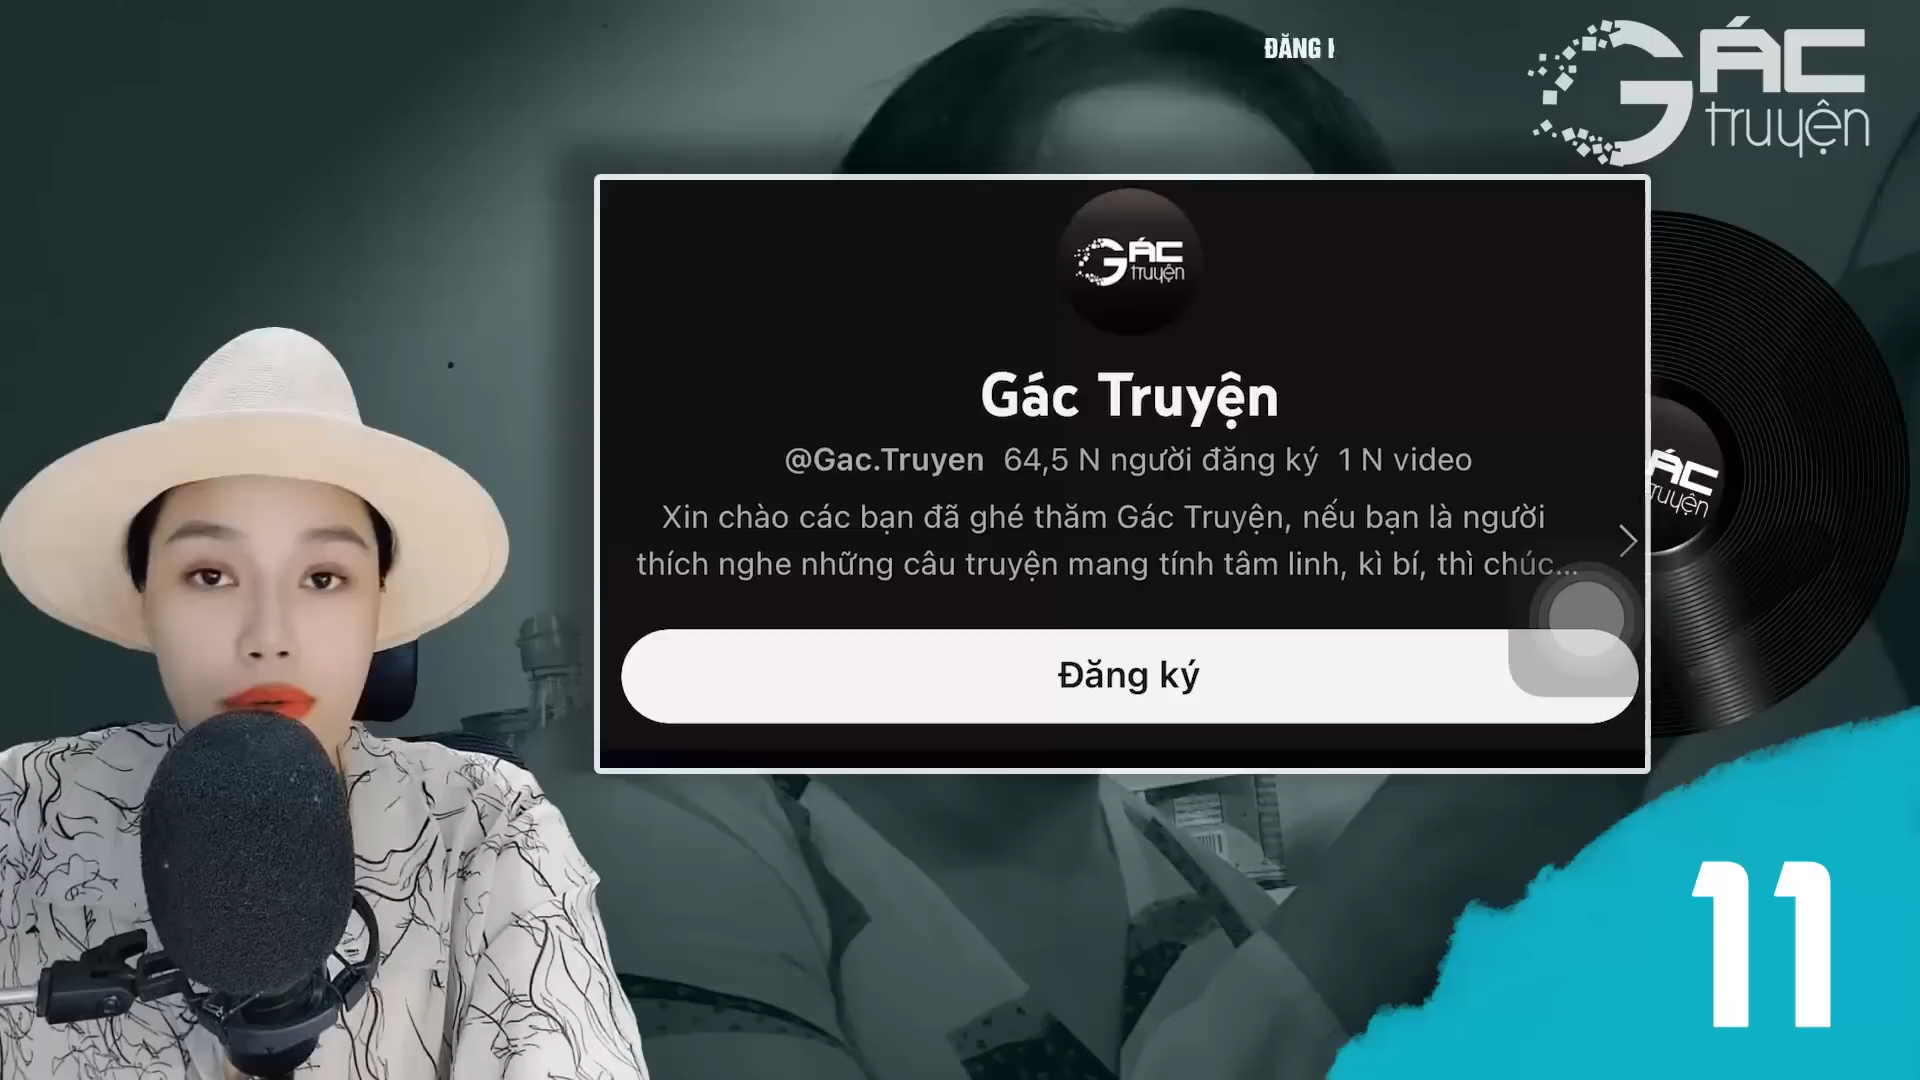 ĐĂNG
GÁC
truyện
GÁC
truyện
Gác Truyện
@Gac.Truyen 64,5 N người đăng ký 1 N video
Xin chào các bạn đã ghé thăm Gác Truyện, nếu bạn là người
thích nghe những câu truyện mang tính tâm linh, kì bí, thì chúc...
ÁC
truyện
Đăng ký
11